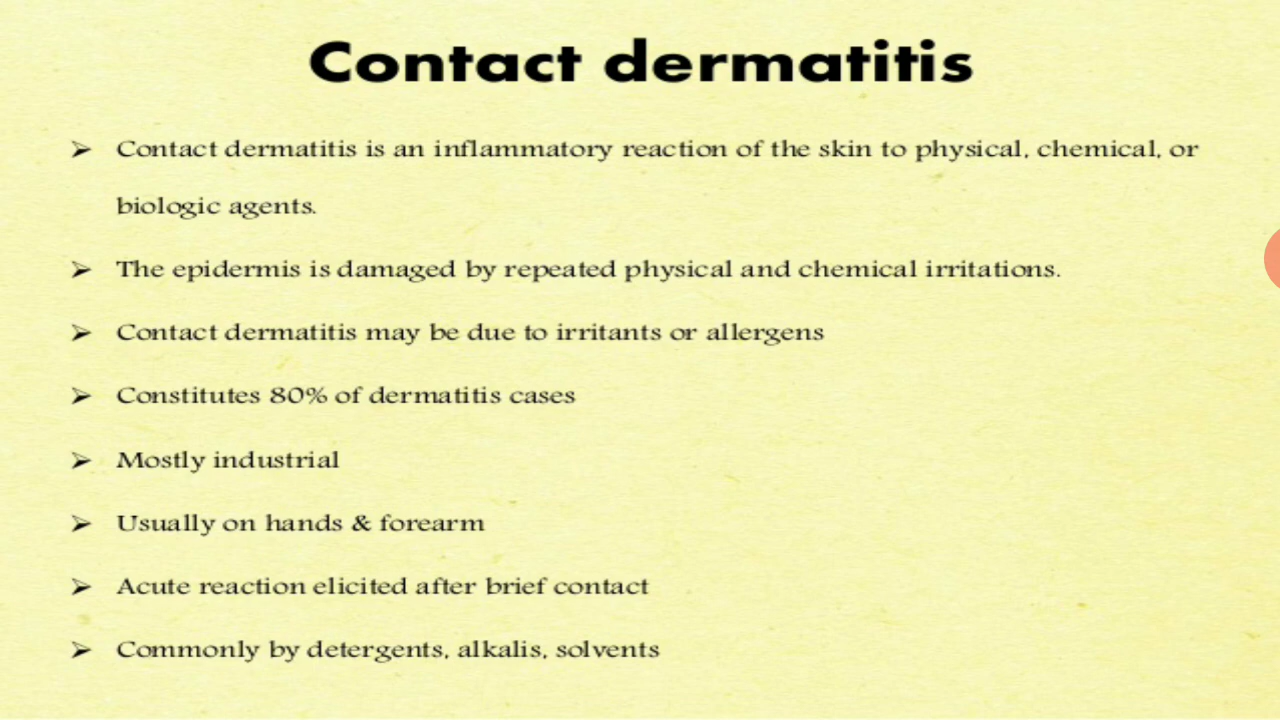 Contact dermatitis
➢ Contact dermatitis is an inflammatory reaction of the skin to physical, chemical, or
biologic agents.
➢ The epidermis is damaged by repeated physical and chemical irritations.
➢ Contact dermatitis may be due to irritants or allergens
➢ Constitutes 80% of dermatitis cases
➢ Mostly industrial
➢ Usually on hands & forearm
➢ Acute reaction elicited after brief contact
➢ Commonly by detergents, alkalis, solvents